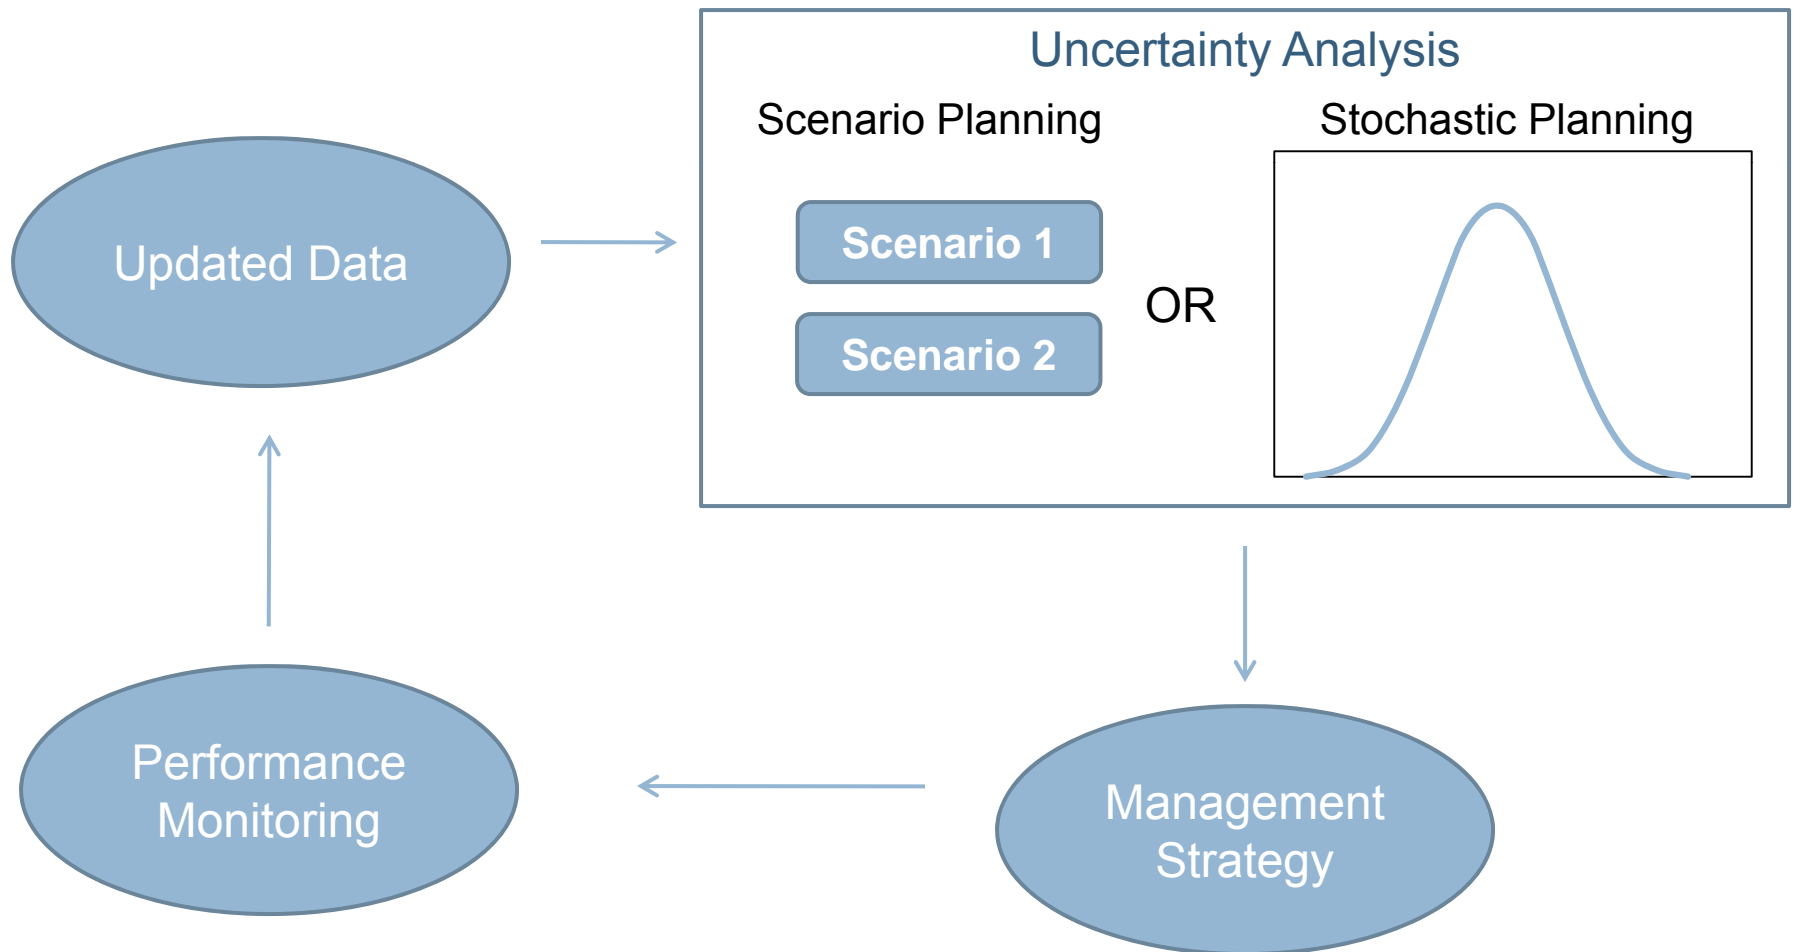 Uncertainty Analysis
Scenario Planning
Stochastic Planning
Updated Data
Scenario 1
OR
Scenario 2
Performance
Monitoring
Management
Strategy